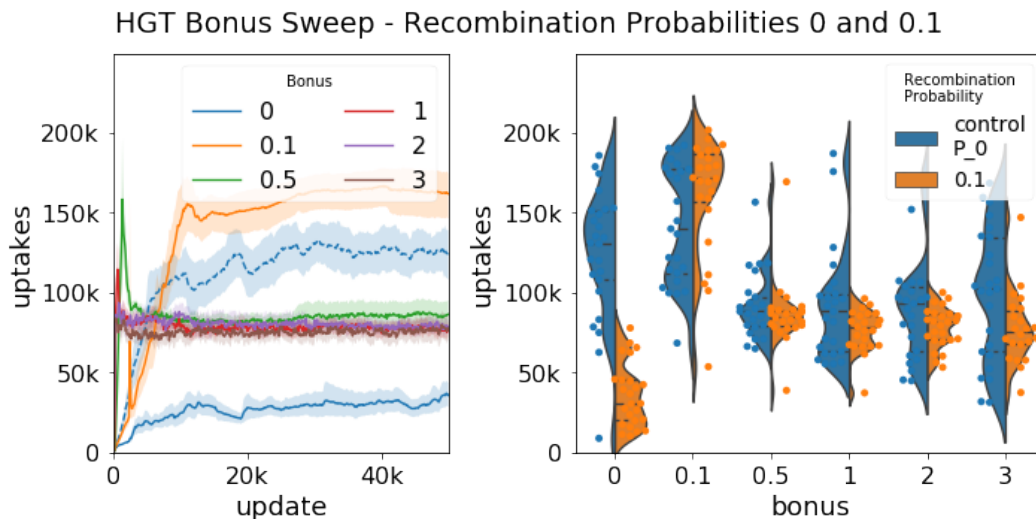 HGT Bonus Sweep - Recombination Probabilities 0 and 0.1
200k
150k
100k
50k
0
uptakes
Bonus
0 1
0.1 2
0.5 3
0 20k 40k
update
200k
150k
100k
50k
0
uptakes
Recombination
Probability
control
P_0
0.1
0 0.1 0.5 1 2 3
bonus